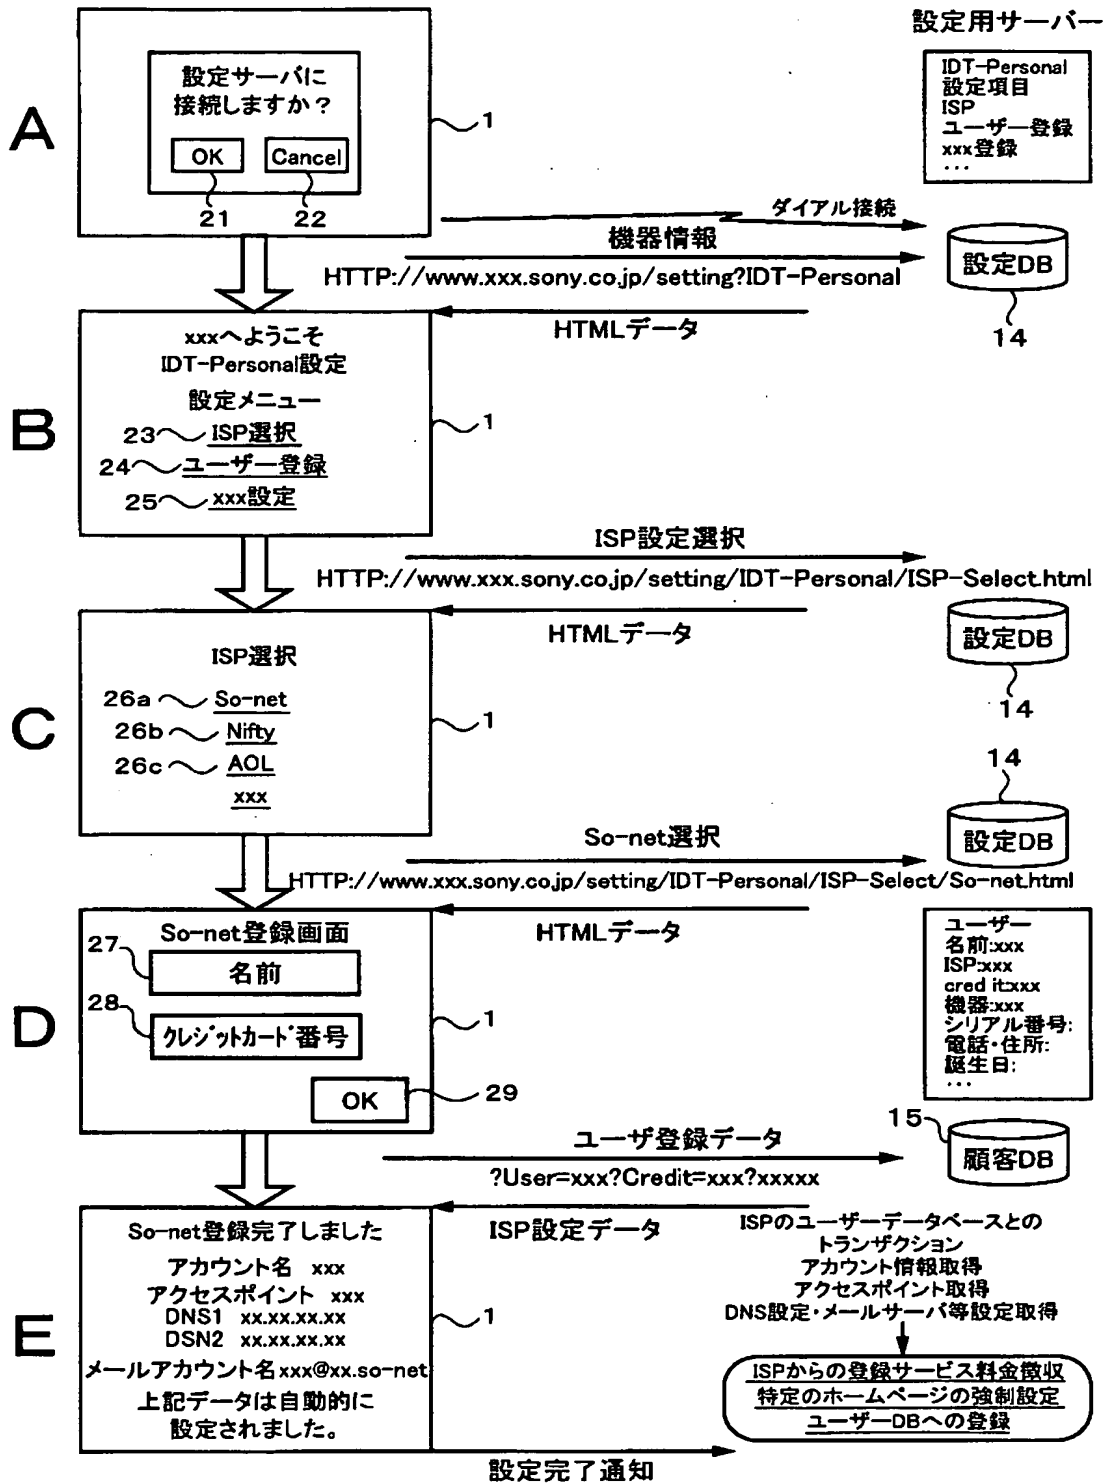 設定用サーバー
A
設定サーバに
接続しますか？
OK
Cancel
21
22
1
IDT-Personal
設定項目
ISP
ユーザー登録
xxx登録
...
ダイアル接続
機器情報
HTTP://www.xxx.sony.co.jp/setting?IDT-Personal
設定DB
14
HTMLデータ
B
xxxへようこそ
IDT-Personal設定
設定メニュー
23
ISP選択
24
ユーザー登録
25
xxx設定
1
ISP設定選択
HTTP://www.xxx.sony.co.jp/setting/IDT-Personal/ISP-Select.html
HTMLデータ
設定DB
14
C
ISP選択
26a
So-net
26b
Nifty
26c
AOL
xxx
1
14
設定DB
So-net選択
HTTP://www.xxx.sony.co.jp/setting/IDT-Personal/ISP-Select/So-net.html
HTMLデータ
D
So-net登録画面
27
名前
28
クレジットカード番号
OK
29
1
ユーザー
名前:xxx
ISP:xxx
cred it:xxx
機器:xxx
シリアル番号:
電話・住所:
誕生日:
...
ユーザ登録データ
?User=xxx?Credit=xxx?xxxxx
15
顧客DB
ISP設定データ
E
So-net登録完了しました
アカウント名 xxx
アクセスポイント xxx
DNS1 xx.xx.xx.xx
DSN2 xx.xx.xx.xx
メールアカウント名xxx@xx.so-net
上記データは自動的に
設定されました。
1
ISPのユーザーデータベースとの
トランザクション
アカウント情報取得
アクセスポイント取得
DNS設定・メールサーバ等設定取得
ISPからの登録サービス料金徴収
特定のホームページの強制設定
ユーザーDBへの登録
設定完了通知